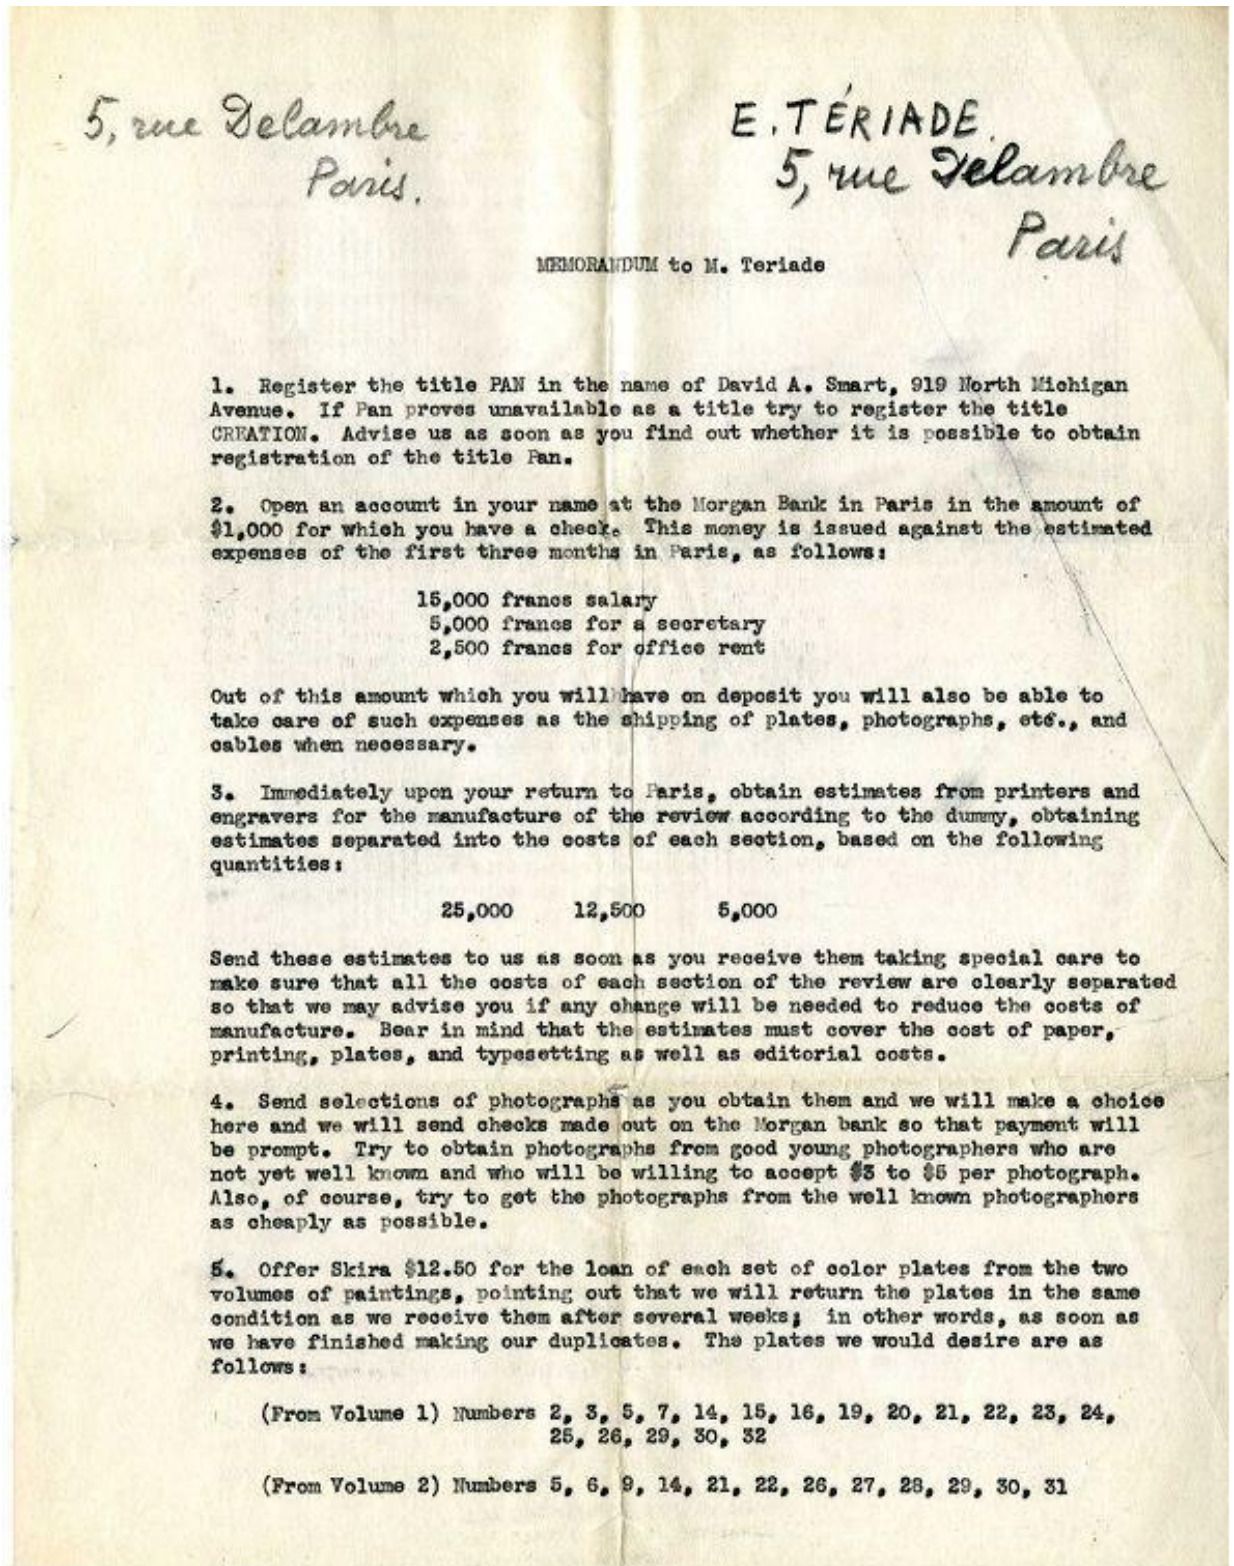 5, rue Delambre
Paris.
E. TÉRIADE.
5, rue Delambre
Paris
MEMORANDUM to M. Teriade
1. Register the title PAN in the name of David A. Smart, 919 North Michigan
Avenue. If Pan proves unavailable as a title try to register the title
CREATION. Advise us as soon as you find out whether it is possible to obtain
registration of the title Pan.
2. Open an account in your name at the Morgan Bank in Paris in the amount of
$1,000 for which you have a check. This money is issued against the estimated
expenses of the first three months in Paris, as follows:
15,000 francs salary
5,000 francs for a secretary
2,500 francs for office rent
Out of this amount which you will have on deposit you will also be able to
take care of such expenses as the shipping of plates, photographs, etc., and
cables when necessary.
3. Immediately upon your return to Paris, obtain estimates from printers and
engravers for the manufacture of the review according to the dummy, obtaining
estimates separated into the costs of each section, based on the following
quantities:
25,000 12,500 5,000
Send these estimates to us as soon as you receive them taking special care to
make sure that all the costs of each section of the review are clearly separated
so that we may advise you if any change will be needed to reduce the costs of
manufacture. Bear in mind that the estimates must cover the cost of paper,
printing, plates, and typesetting as well as editorial costs.
4. Send selections of photographs as you obtain them and we will make a choice
here and we will send checks made out on the Morgan bank so that payment will
be prompt. Try to obtain photographs from good young photographers who are
not yet well known and who will be willing to accept $3 to $5 per photograph.
Also, of course, try to get the photographs from the well known photographers
as cheaply as possible.
5. Offer Skira $12.50 for the loan of each set of color plates from the two
volumes of paintings, pointing out that we will return the plates in the same
condition as we receive them after several weeks; in other words, as soon as
we have finished making our duplicates. The plates we would desire are as
follows:
(From Volume 1) Numbers 2, 3, 5, 7, 14, 15, 16, 19, 20, 21, 22, 23, 24,
25, 26, 29, 30, 32
(From Volume 2) Numbers 5, 6, 9, 14, 21, 22, 26, 27, 28, 29, 30, 31